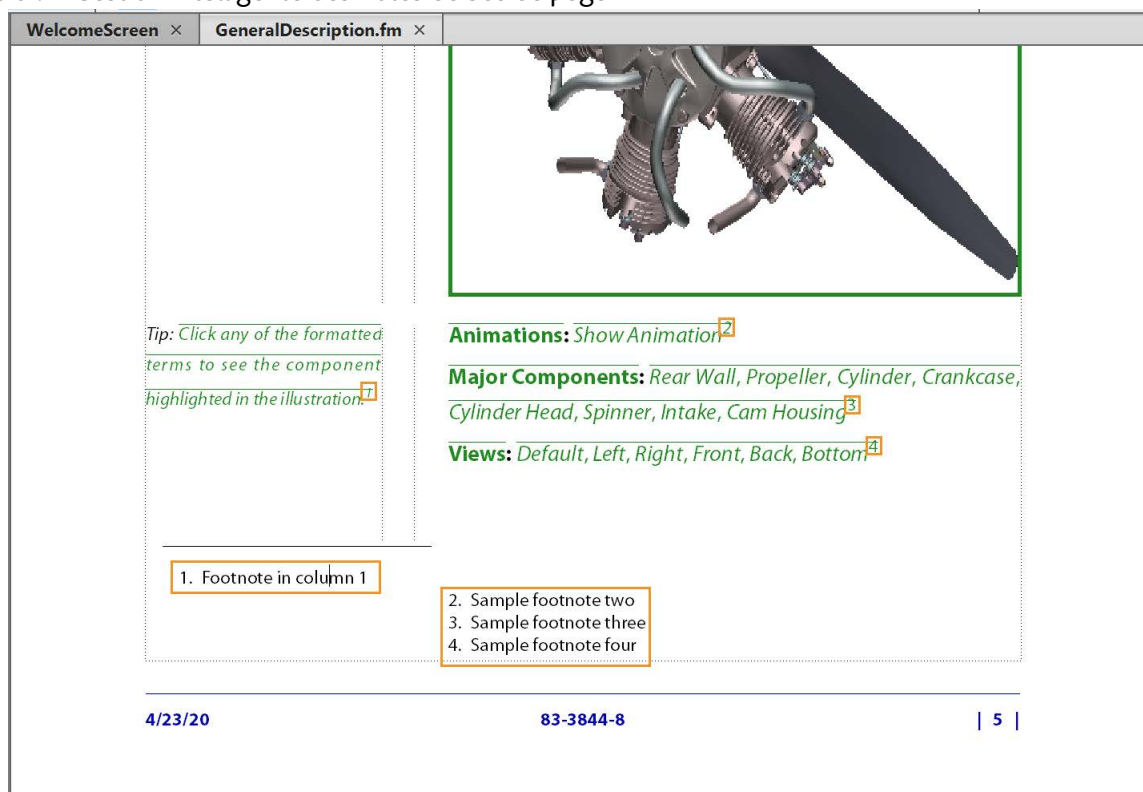 WelcomeScreen ×
GeneralDescription.fm ×
Tip: Click any of the formatted
terms to see the component
highlighted in the illustration.1
Animations: Show Animation2
Major Components: Rear Wall, Propeller, Cylinder, Crankcase,
Cylinder Head, Spinner, Intake, Cam Housing3
Views: Default, Left, Right, Front, Back, Bottom4
1. Footnote in column 1
2. Sample footnote two
3. Sample footnote three
4. Sample footnote four
4/23/20
83-3844-8
| 5 |